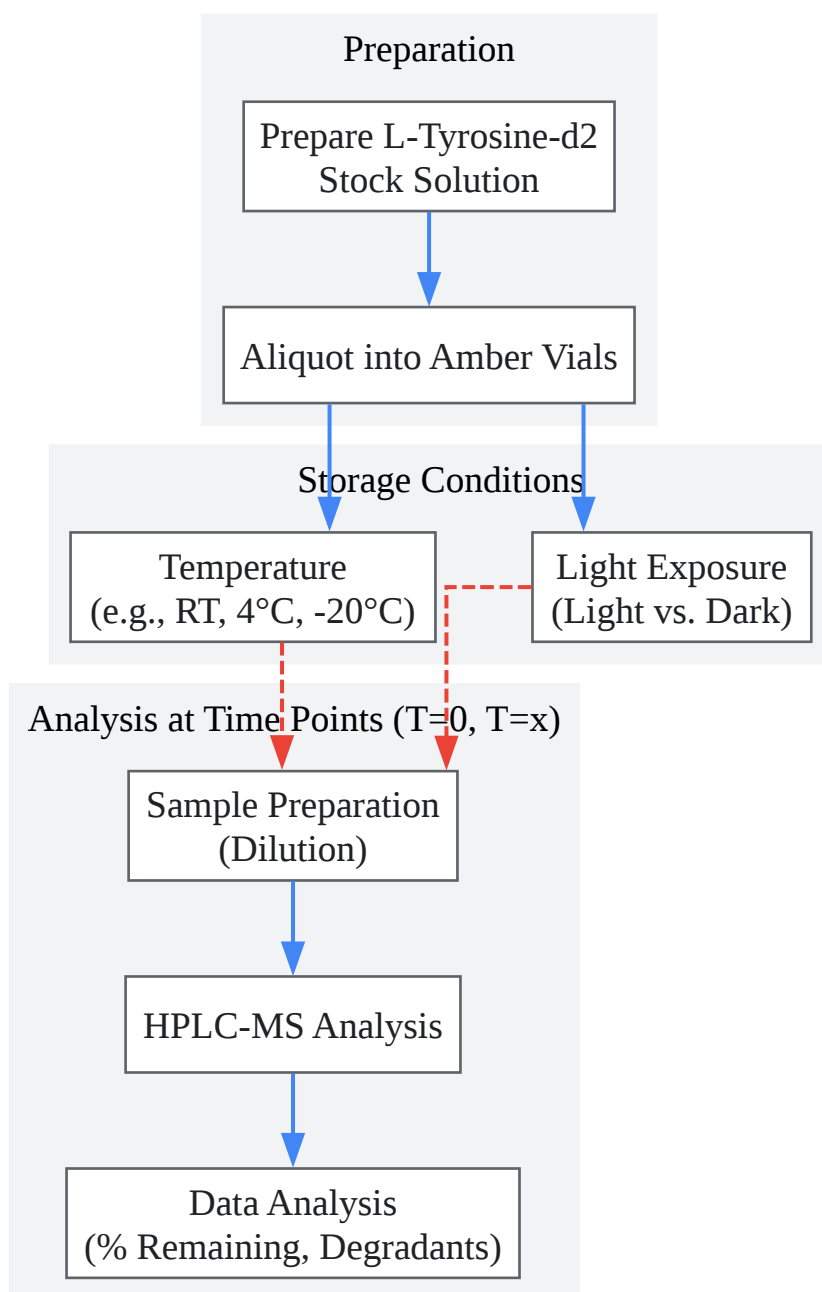 Preparation
Prepare L-Tyrosine-d2
Stock Solution
Aliquot into Amber Vials
Storage Conditions
Temperature
(e.g., RT, 4°C, -20°C)
Light Exposure
(Light vs. Dark)
Analysis at Time Points (T=0, T=x)
Sample Preparation
(Dilution)
HPLC-MS Analysis
Data Analysis
(% Remaining, Degradants)